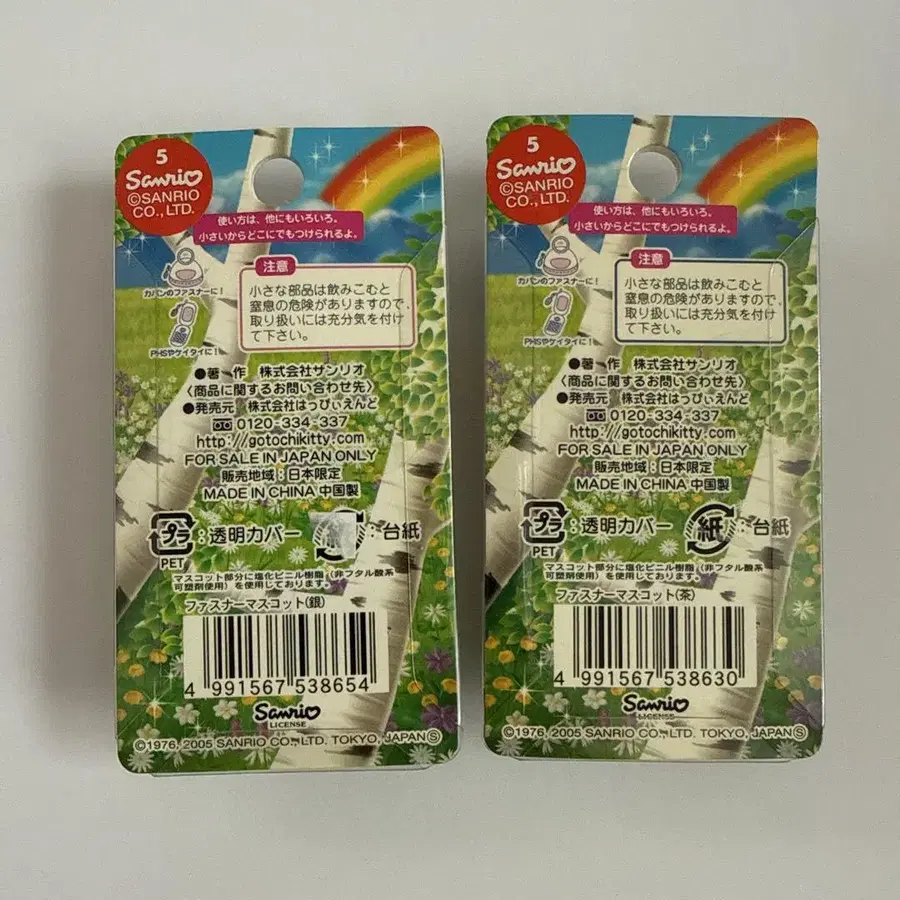 5
Sanrio
©SANRIO
CO., LTD.
使い方は、他にもいろいろ。
小さいからどこにでもつけられるよ。
カバンのファスナーに!
PHSやケイタイに!
注意
小さな部品は飲みこむと
窒息の危険がありますので、
取り扱いには充分気を付け
て下さい。
●著 作 株式会社サンリオ
〈商品に関するお問い合わせ先〉
●発売元 株式会社はっぴぃえんど
0120-334-337
http://gotochikitty.com
FOR SALE IN JAPAN ONLY
販売地域:日本限定
MADE IN CHINA 中国製
プラ :透明カバー :台紙
PET
マスコット部分に塩化ビニル樹脂(非フタル酸系
可塑剤使用)を使用しております。
ファスナーマスコット(銀)
4 991567 538654
Sanrio
LICENSE
©1976, 2005 SANRIO CO., LTD. TOKYO, JAPAN Ⓢ
5
Sanrio
©SANRIO
CO., LTD.
使い方は、他にもいろいろ。
小さいからどこにでもつけられるよ。
カバンのファスナーに!
PHSやケイタイに!
注意
小さな部品は飲みこむと
窒息の危険がありますので、
取り扱いには充分気を付け
て下さい。
●著 作 株式会社サンリオ
〈商品に関するお問い合わせ先〉
●発売元 株式会社はっぴぃえんど
0120-334-337
http://gotochikitty.com
FOR SALE IN JAPAN ONLY
販売地域:日本限定
MADE IN CHINA 中国製
プラ :透明カバー 紙 :台紙
PET
マスコット部分に塩化ビニル樹脂(非フタル酸系
可塑剤使用)を使用しております。
ファスナーマスコット(茶)
4 991567 538630
Sanrio
LICENSE
©1976, 2005 SANRIO CO., LTD. TOKYO, JAPAN Ⓢ